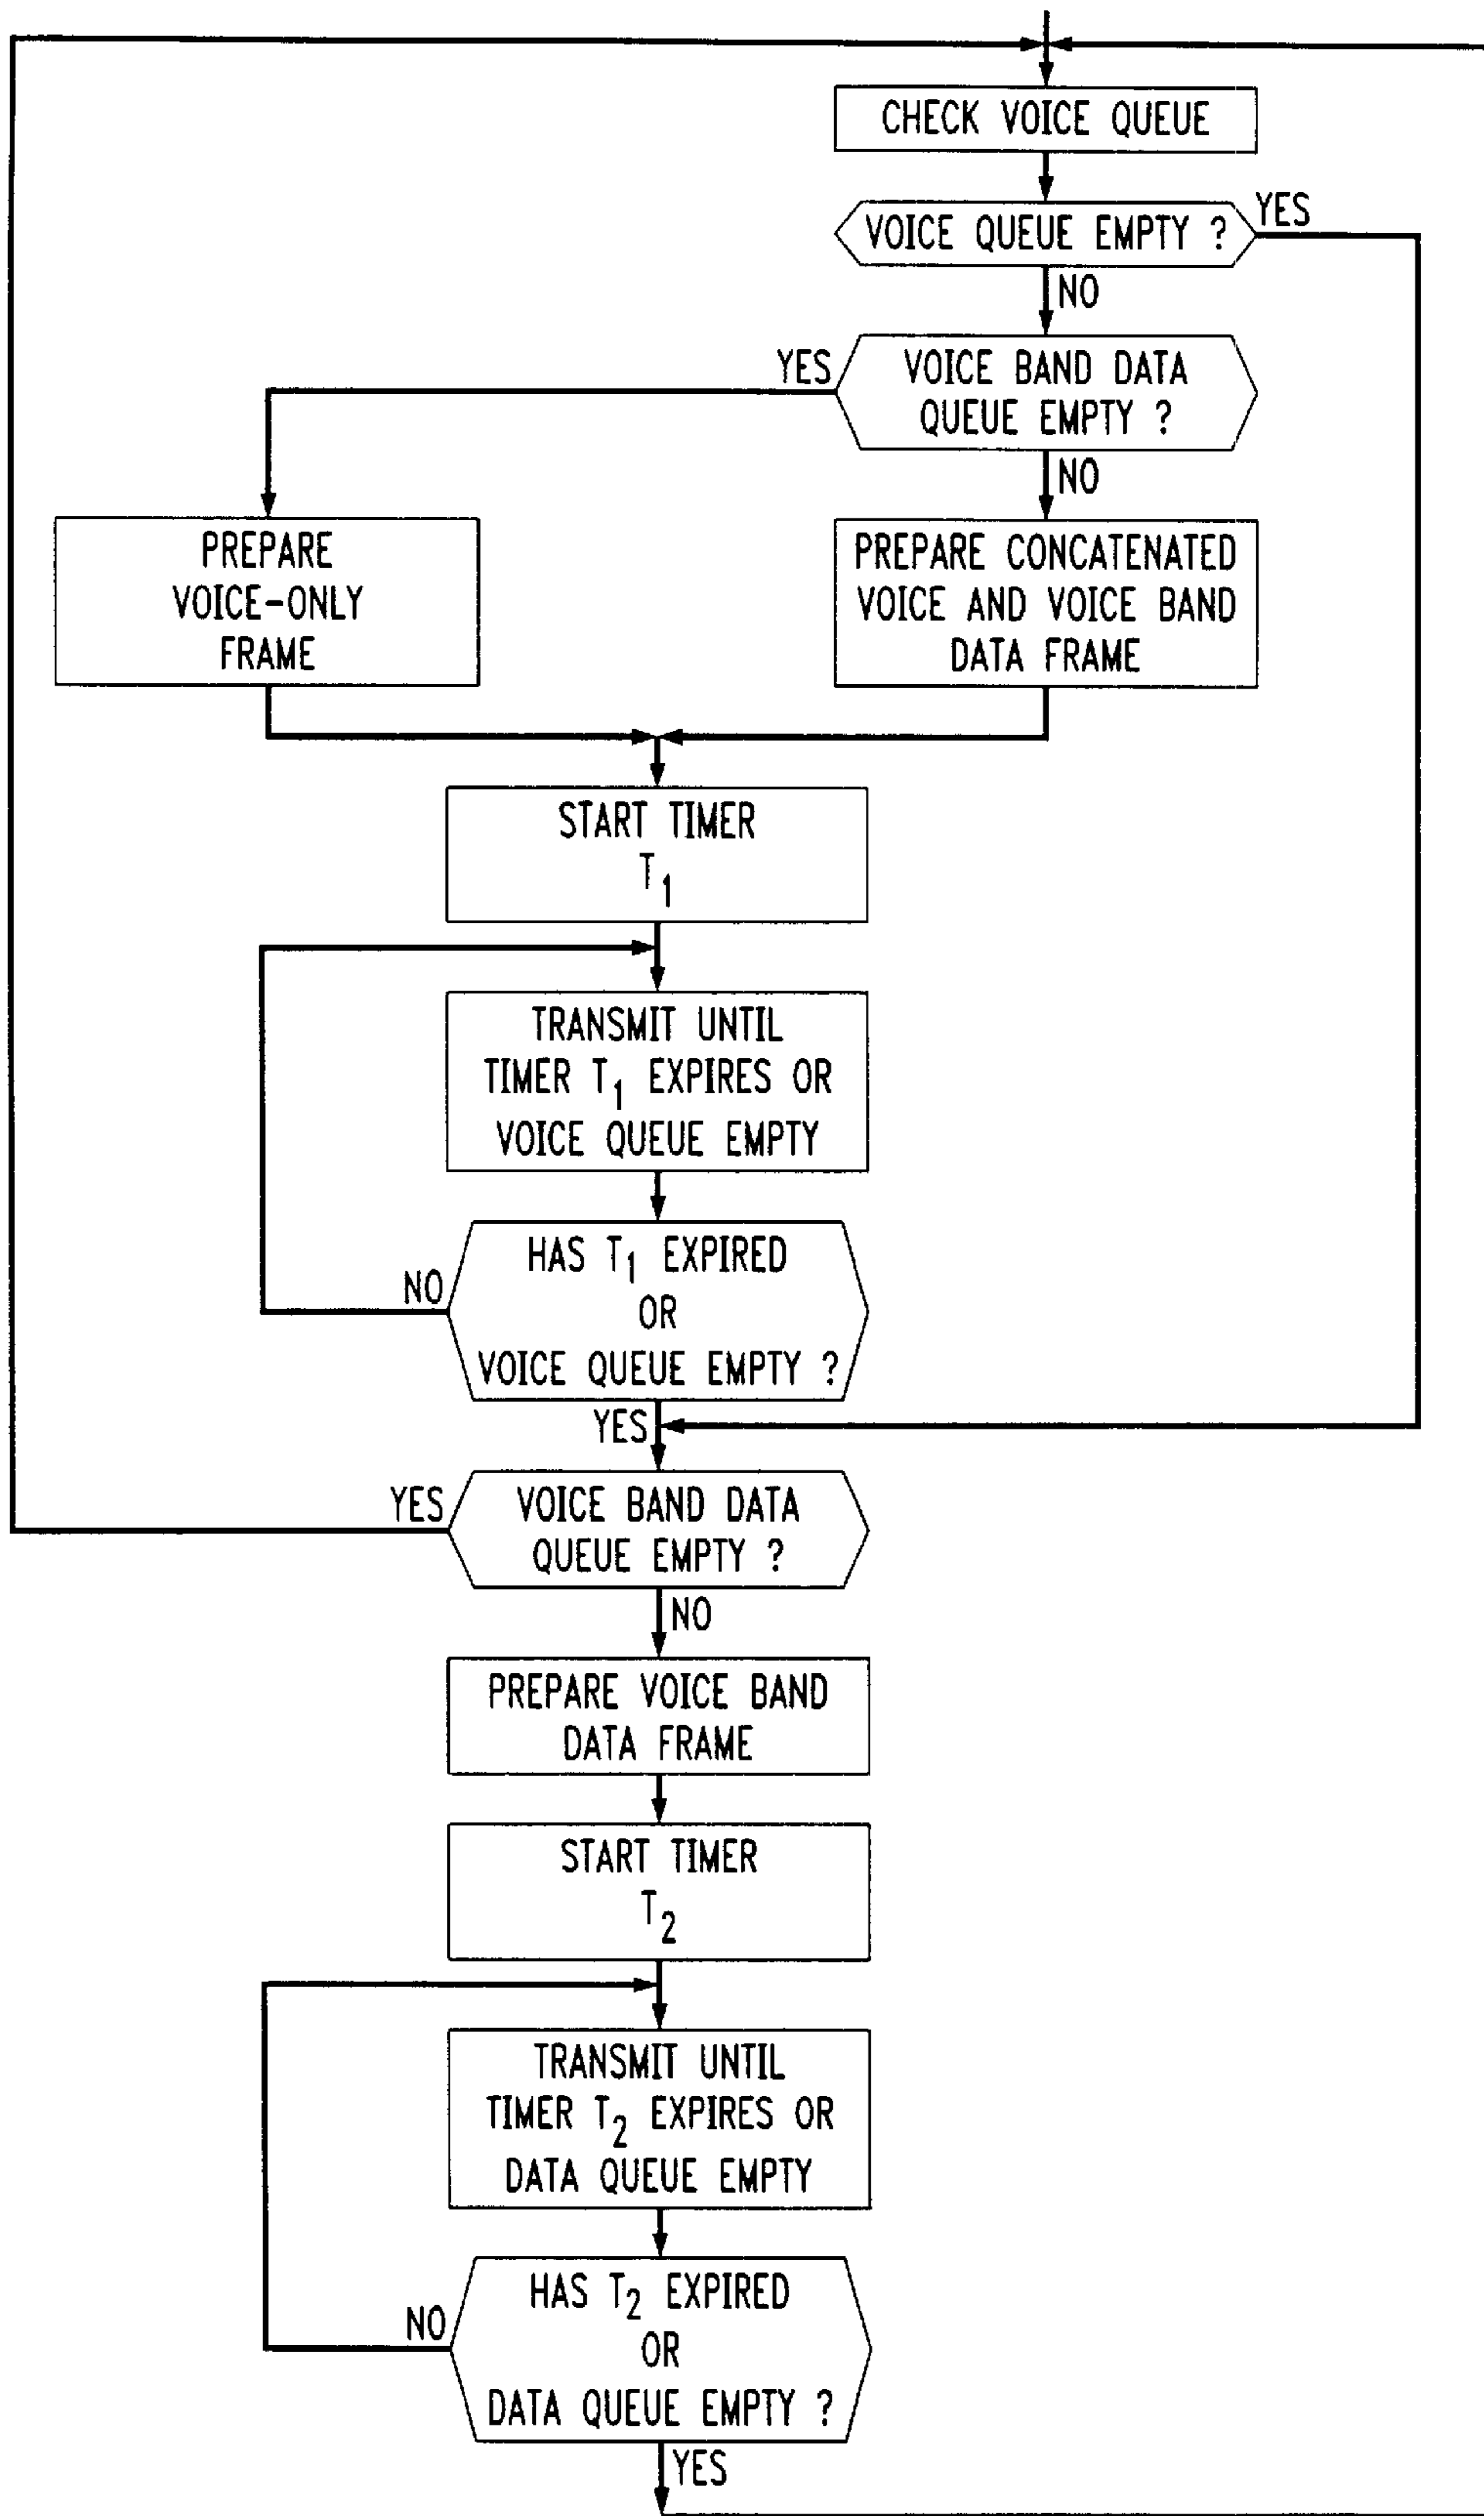 CHECK VOICE QUEUE
VOICE QUEUE EMPTY ?
YES
NO
VOICE BAND DATA
QUEUE EMPTY ?
YES
NO
PREPARE
VOICE-ONLY
FRAME
PREPARE CONCATENATED
VOICE AND VOICE BAND
DATA FRAME
START TIMER
T1
TRANSMIT UNTIL
TIMER T1 EXPIRES OR
VOICE QUEUE EMPTY
HAS T1 EXPIRED
OR
VOICE QUEUE EMPTY ?
NO
YES
VOICE BAND DATA
QUEUE EMPTY ?
YES
NO
PREPARE VOICE BAND
DATA FRAME
START TIMER
T2
TRANSMIT UNTIL
TIMER T2 EXPIRES OR
DATA QUEUE EMPTY
HAS T2 EXPIRED
OR
DATA QUEUE EMPTY ?
NO
YES